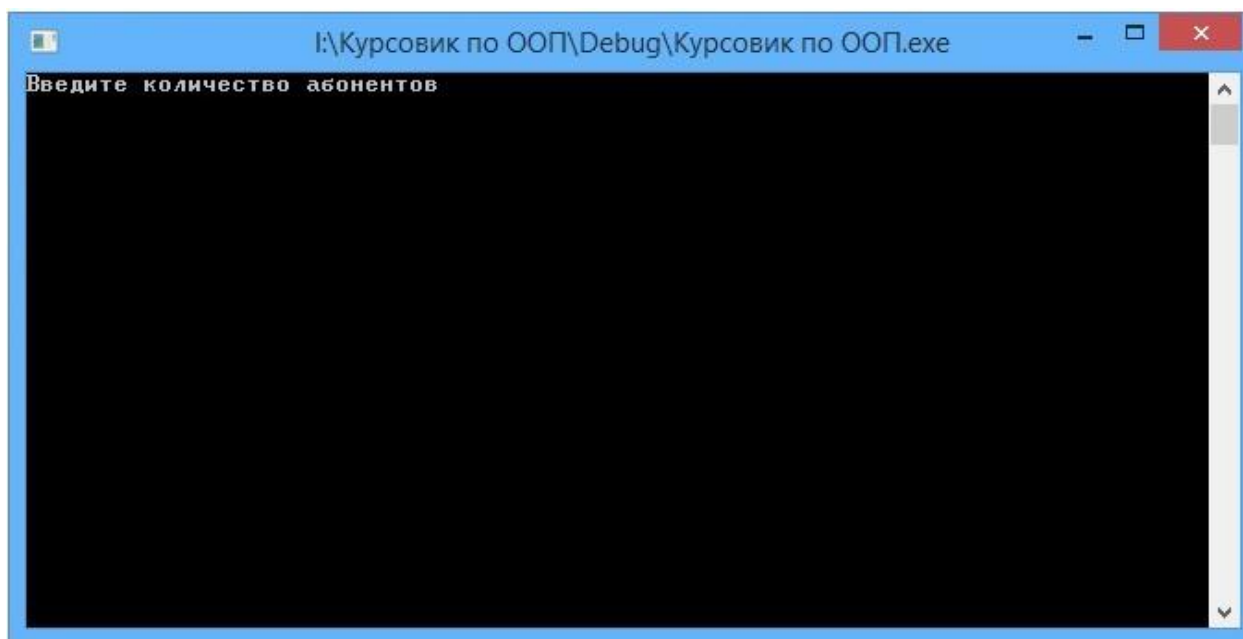 I:\Курсовик по ООП\Debug\Курсовик по ООП.exe
Введите количество абонентов